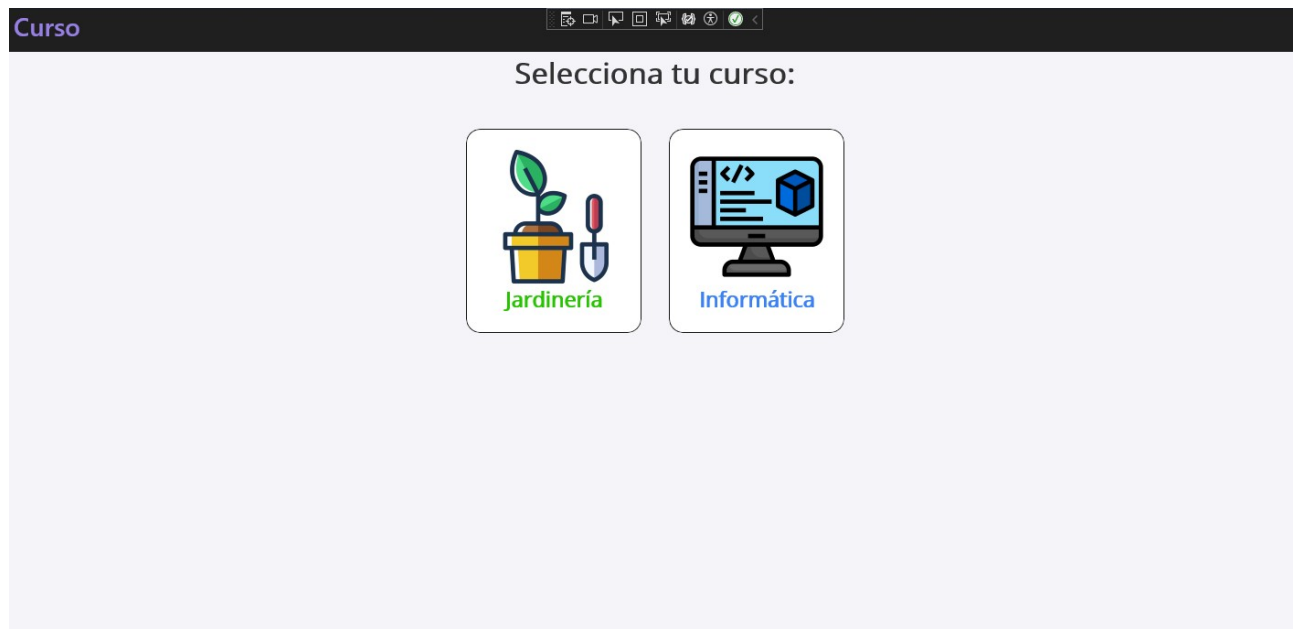 Curso
Selecciona tu curso:
</>
Jardinería
Informática